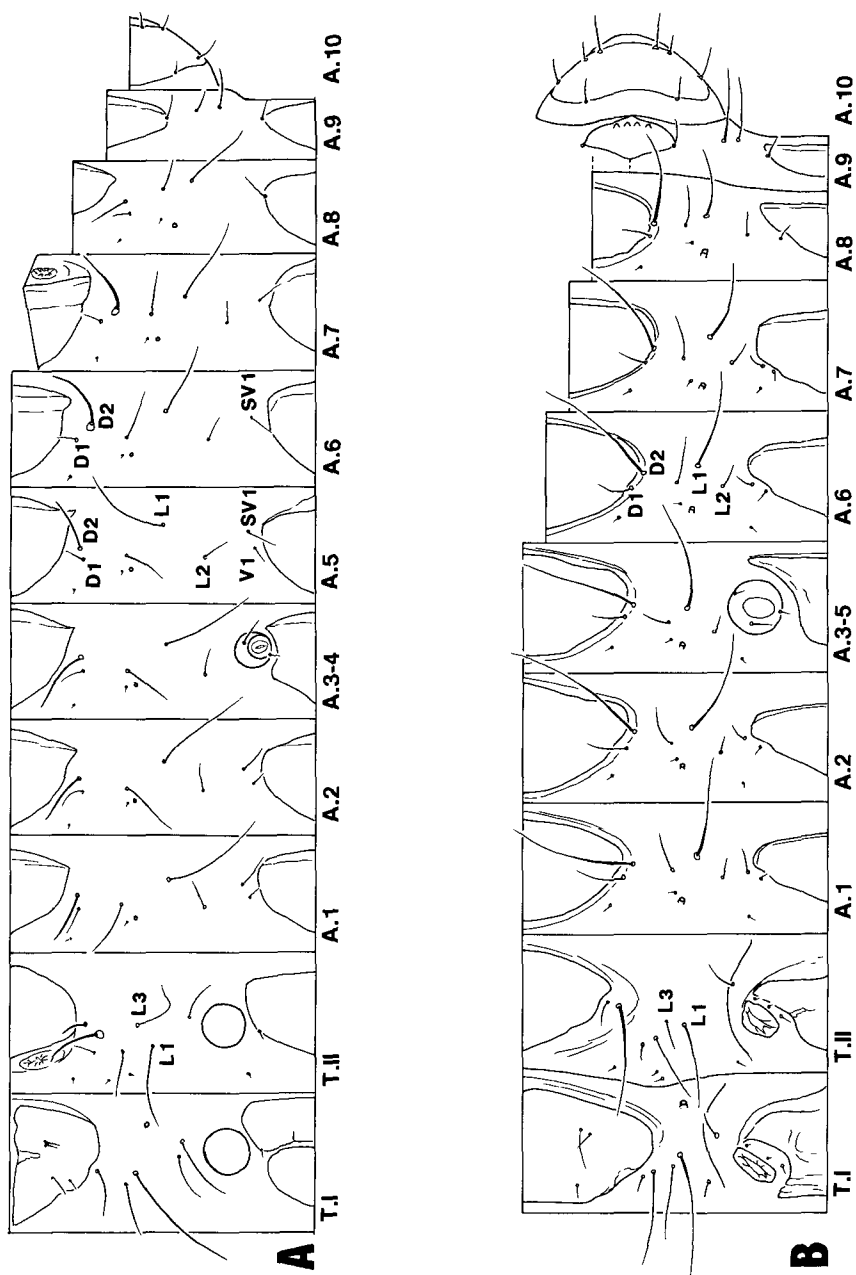 A
T.I
T.II
A.1
A.2
A.3-4
A.5
A.6
A.7
A.8
A.9
A.10
L1
L3
D1
D2
L1
L2
V1
SV1
D1
D2
SV1
B
T.I
T.II
A.1
A.2
A.3-5
A.6
A.7
A.8
A.9
A.10
L3
L1
D1
D2
L1
L2